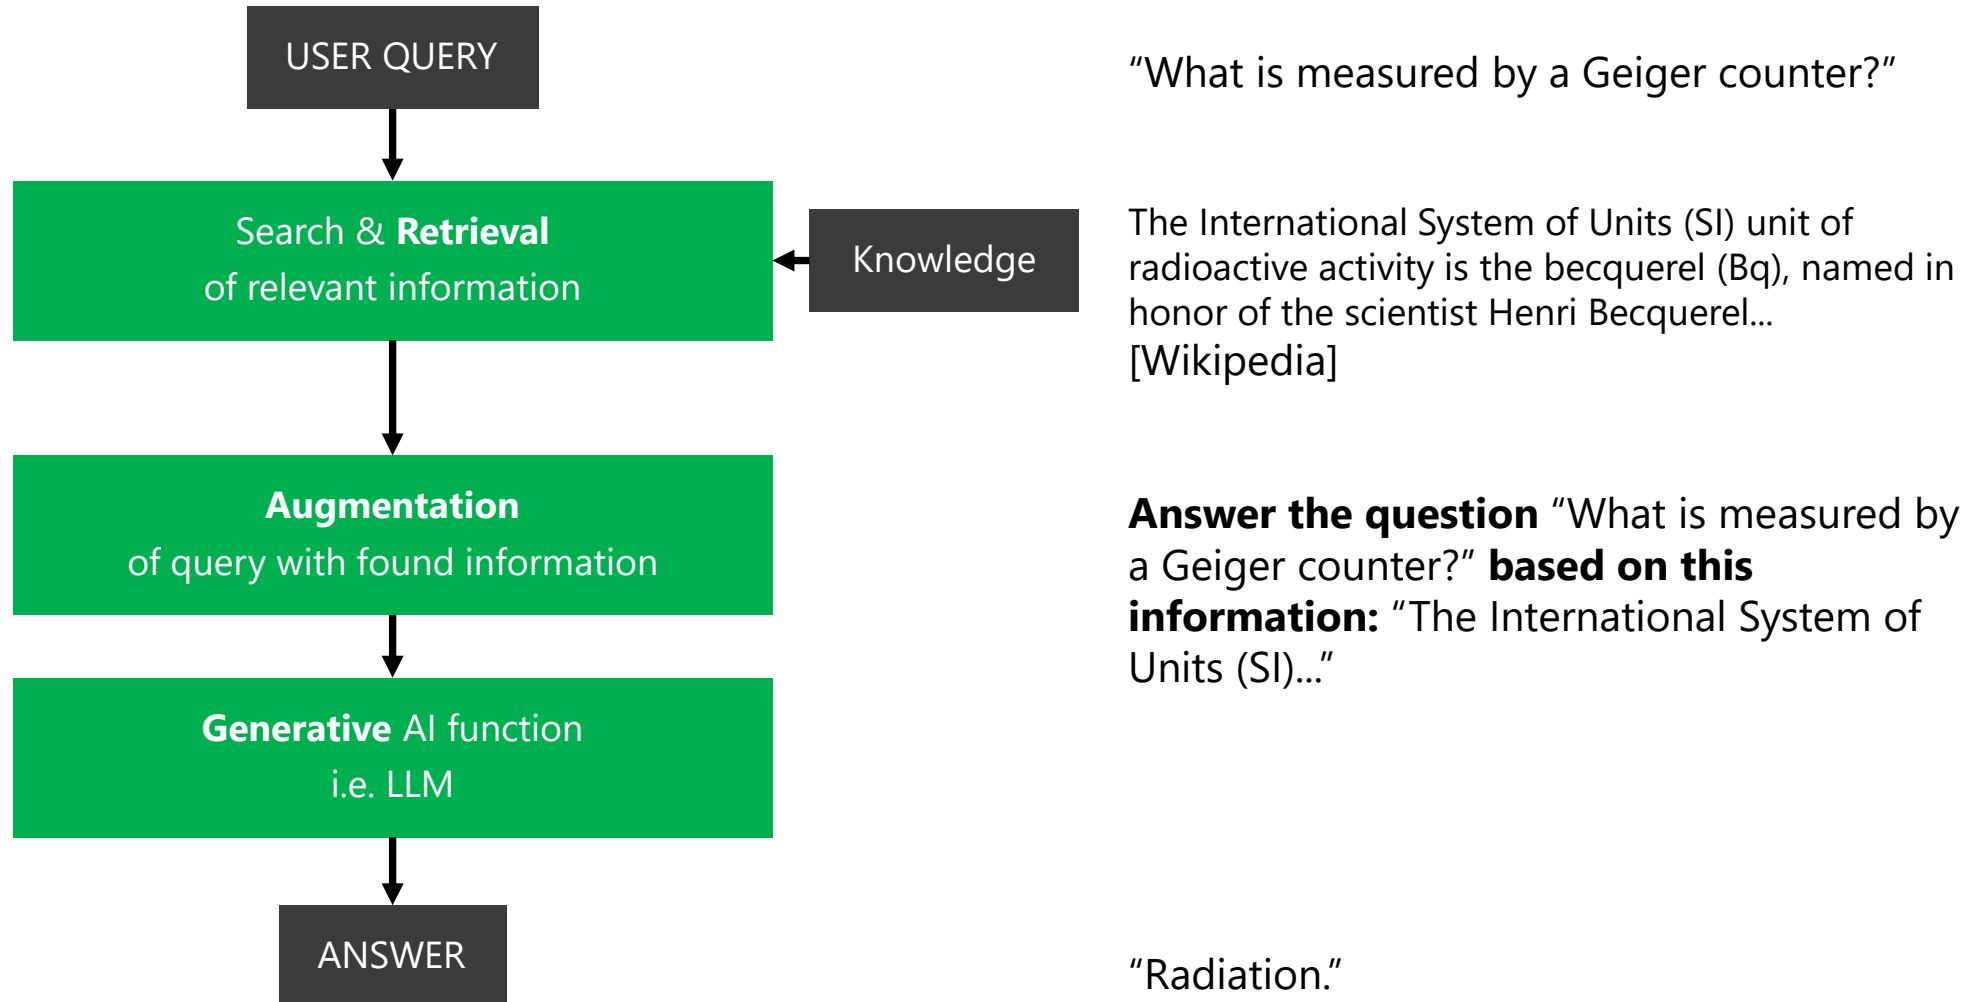 USER QUERY
“What is measured by a Geiger counter?”
Search & Retrieval
of relevant information
Knowledge
The International System of Units (SI) unit of
radioactive activity is the becquerel (Bq), named in
honor of the scientist Henri Becquerel...
[Wikipedia]
Augmentation
of query with found information
Answer the question “What is measured by
a Geiger counter?” based on this
information: “The International System of
Units (SI)...”
Generative AI function
i.e. LLM
ANSWER
“Radiation.”